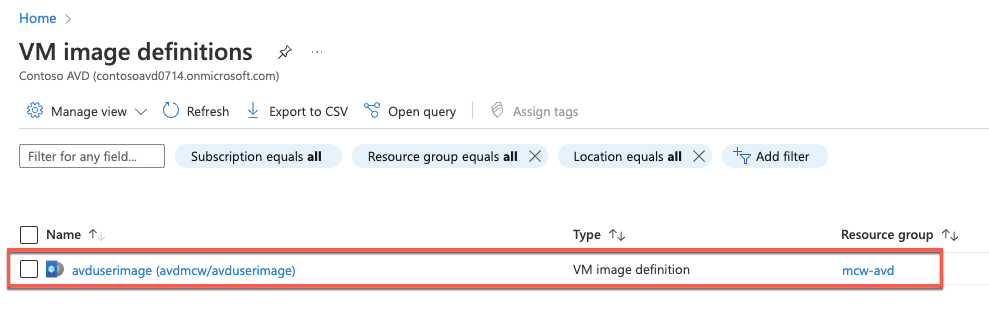 Home
VM image definitions
Contoso AVD (contosoavd0714.onmicrosoft.com)
Manage view Refresh Export to CSV Open query Assign tags
Filter for any field... Subscription equals all Resource group equals all Location equals all Add filter
Name Type Resource group
avduserimage (avdmcw/avduserimage) VM image definition mcw-avd